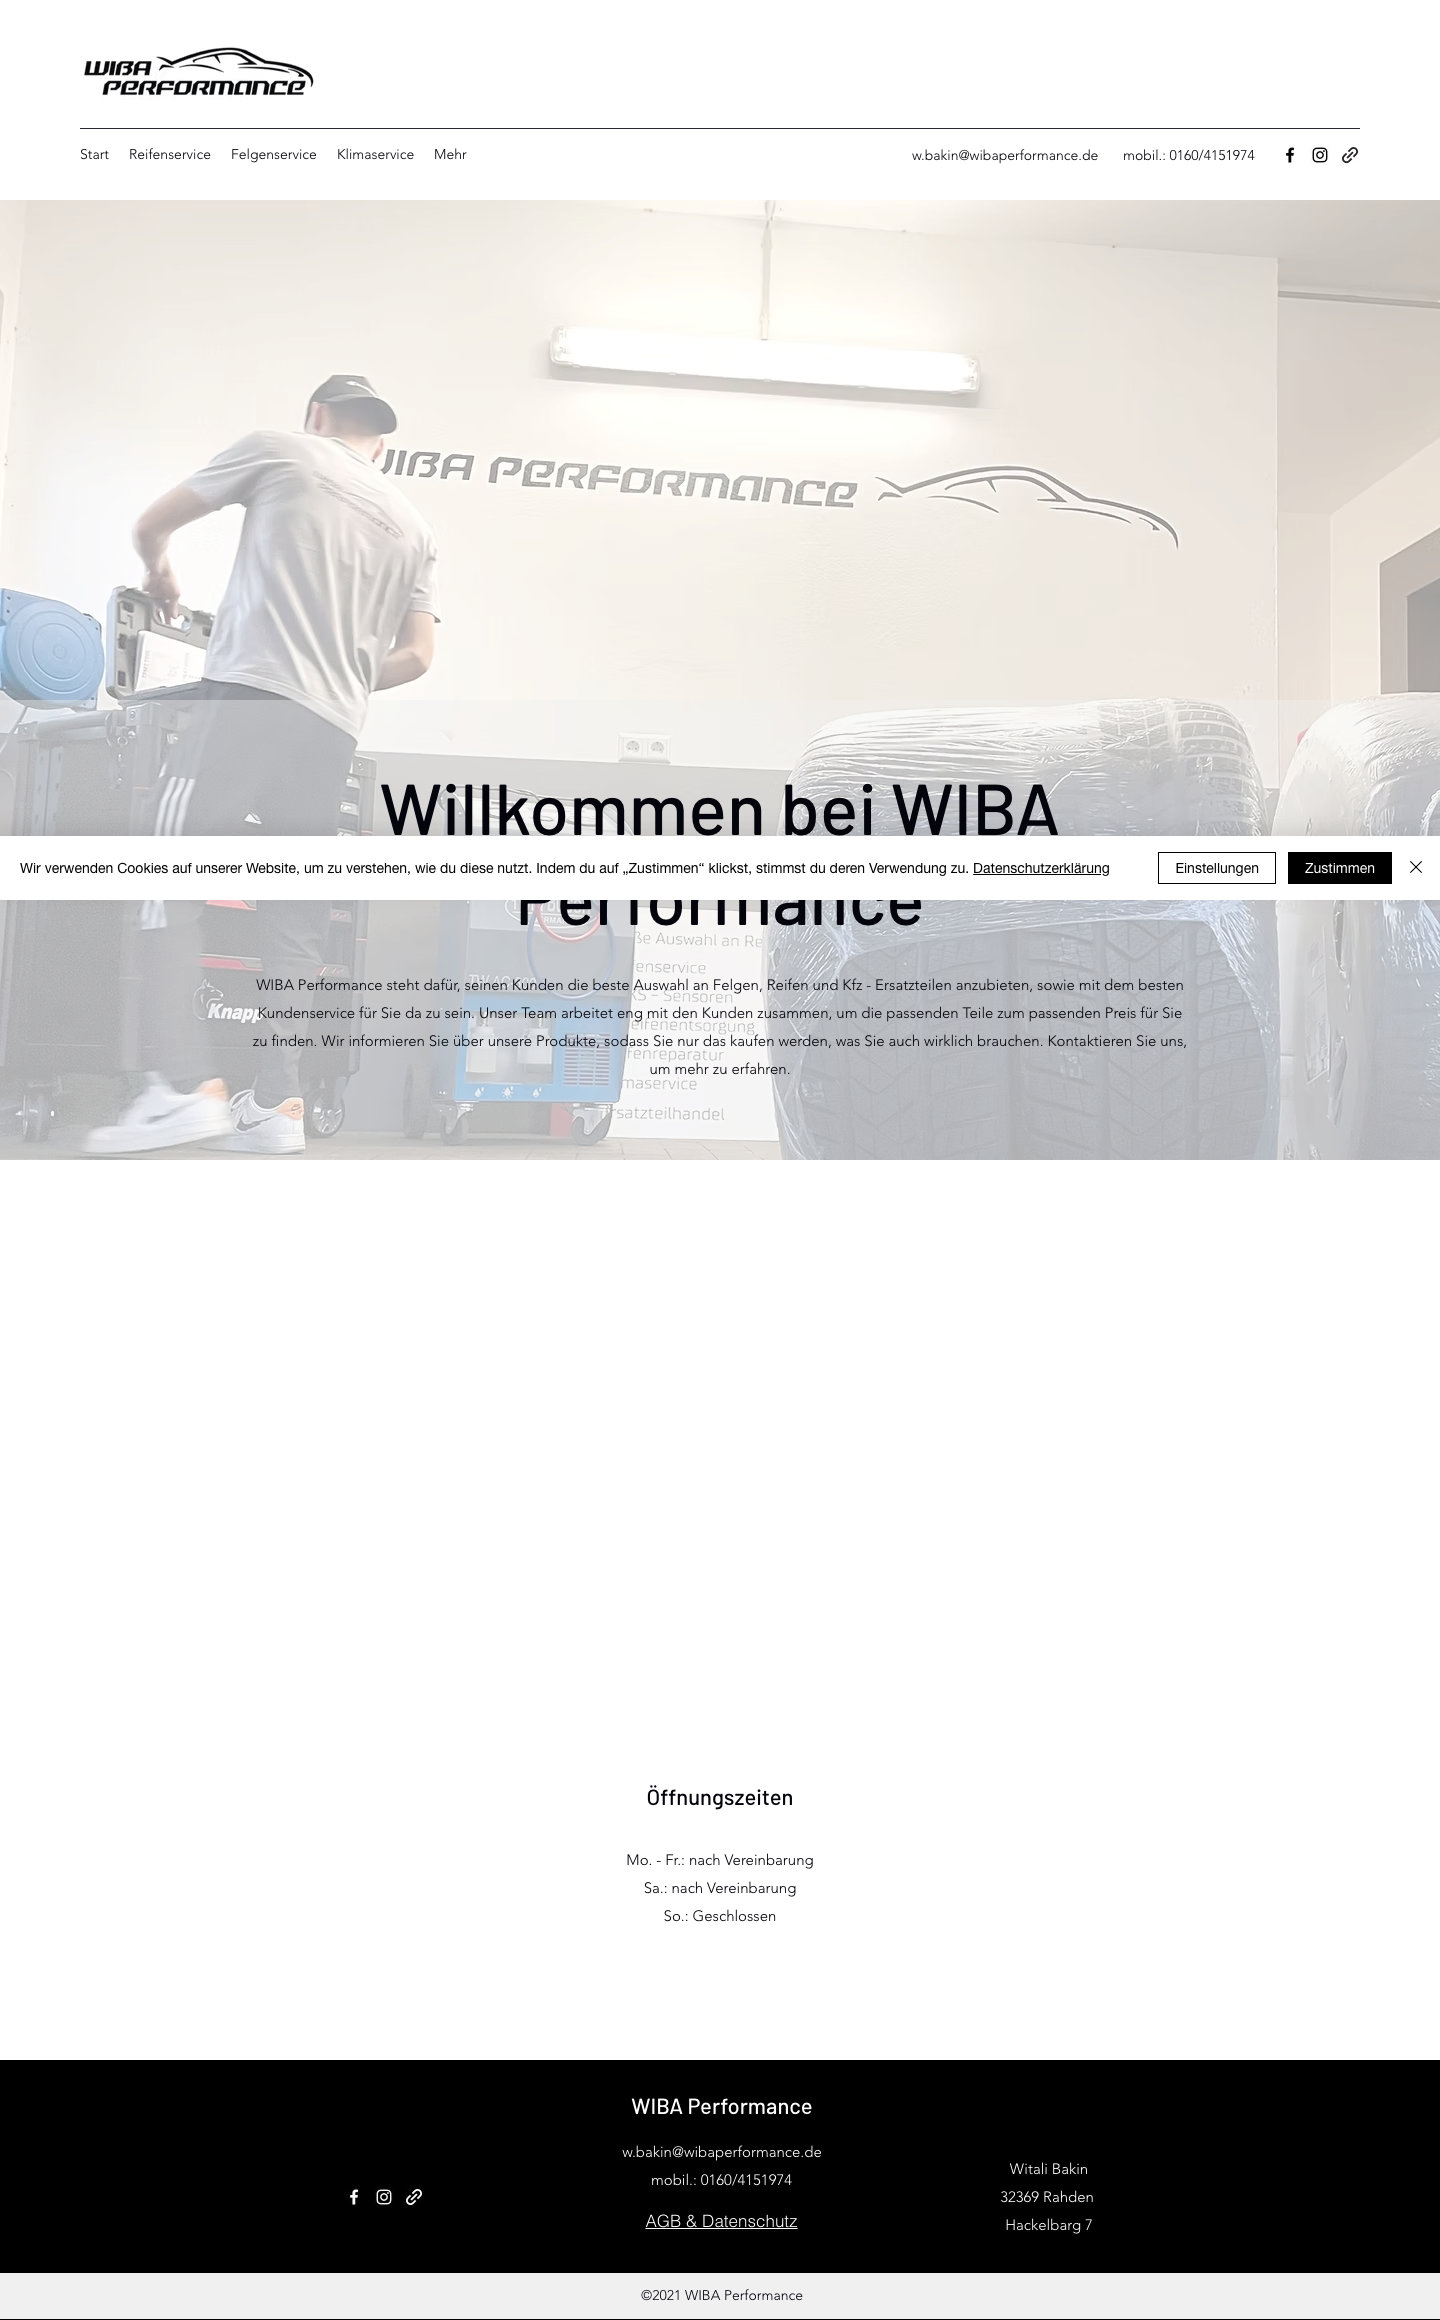 WIBA
PERFORMANCE
Start Reifenservice Felgenservice Klimaservice Mehr
w.bakin@wibaperformance.de mobil.: 0160/4151974
WIBA PERFORMANCE
Willkommen bei WIBA
Performance
Wir verwenden Cookies auf unserer Website, um zu verstehen, wie du diese nutzt. Indem du auf „Zustimmen“ klickst, stimmst du deren Verwendung zu. Datenschutzerklärung
Einstellungen
Zustimmen
WIBA Performance steht dafür, seinen Kunden die beste Auswahl an Felgen, Reifen und Kfz - Ersatzteilen anzubieten, sowie mit dem besten
Kundenservice für Sie da zu sein. Unser Team arbeitet eng mit den Kunden zusammen, um die passenden Teile zum passenden Preis für Sie
zu finden. Wir informieren Sie über unsere Produkte, sodass Sie nur das kaufen werden, was Sie auch wirklich brauchen. Kontaktieren Sie uns,
um mehr zu erfahren.
Auswahl an
Sensoren
Öffnungszeiten
Mo. - Fr.: nach Vereinbarung
Sa.: nach Vereinbarung
So.: Geschlossen
WIBA Performance
w.bakin@wibaperformance.de
mobil.: 0160/4151974
AGB & Datenschutz
Witali Bakin
32369 Rahden
Hackelbarg 7
©2021 WIBA Performance